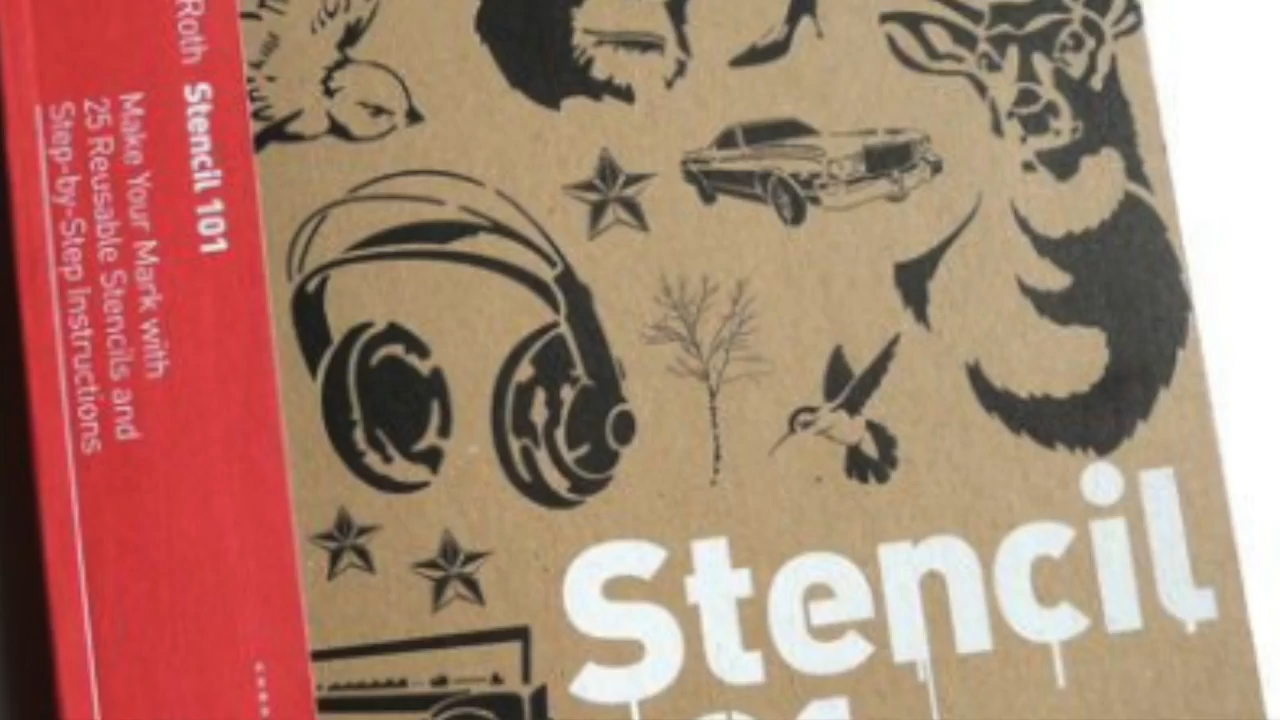 Roth Stencil 101
Make Your Mark with
25 Reusable Stencils and
Step-by-Step Instructions
Stencil